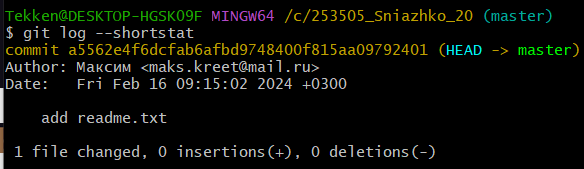 Tekken@DESKTOP-HGSK09F MINGW64 /c/253505_Sniazhko_20 (master)
$ git log --shortstat
commit a5562e4f6dcfab6afbd9748400f815aa09792401 (HEAD -> master)
Author: Максим <maks.kreet@mail.ru>
Date:   Fri Feb 16 09:15:02 2024 +0300
    add readme.txt
 1 file changed, 0 insertions(+), 0 deletions(-)